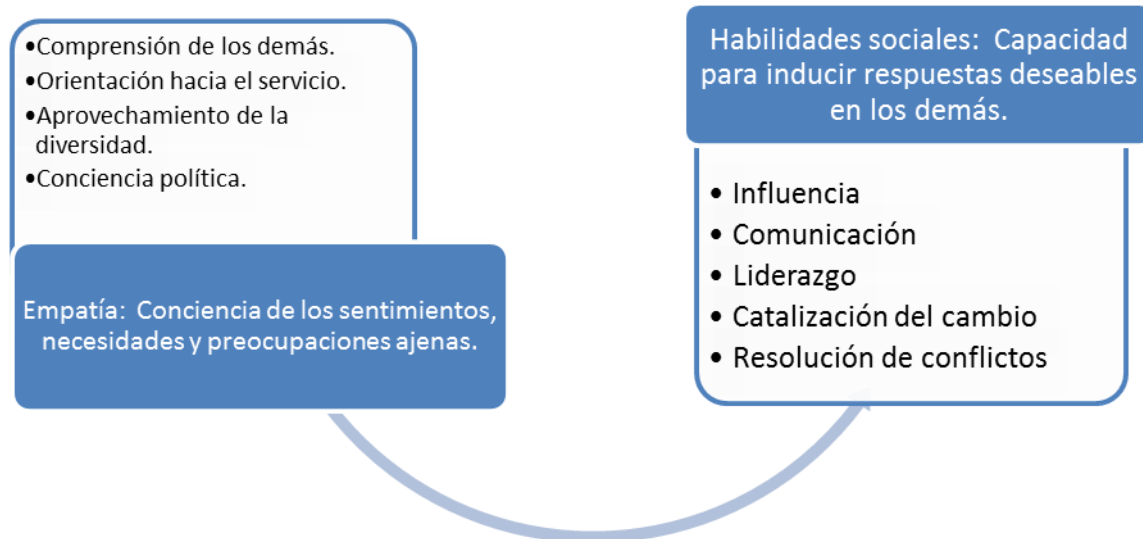 •Comprensión de los demás.
•Orientación hacia el servicio.
•Aprovechamiento de la
diversidad.
•Conciencia política.
Empatía: Conciencia de los sentimientos,
necesidades y preocupaciones ajenas.
Habilidades sociales: Capacidad
para inducir respuestas deseables
en los demás.
• Influencia
• Comunicación
• Liderazgo
• Catalización del cambio
• Resolución de conflictos